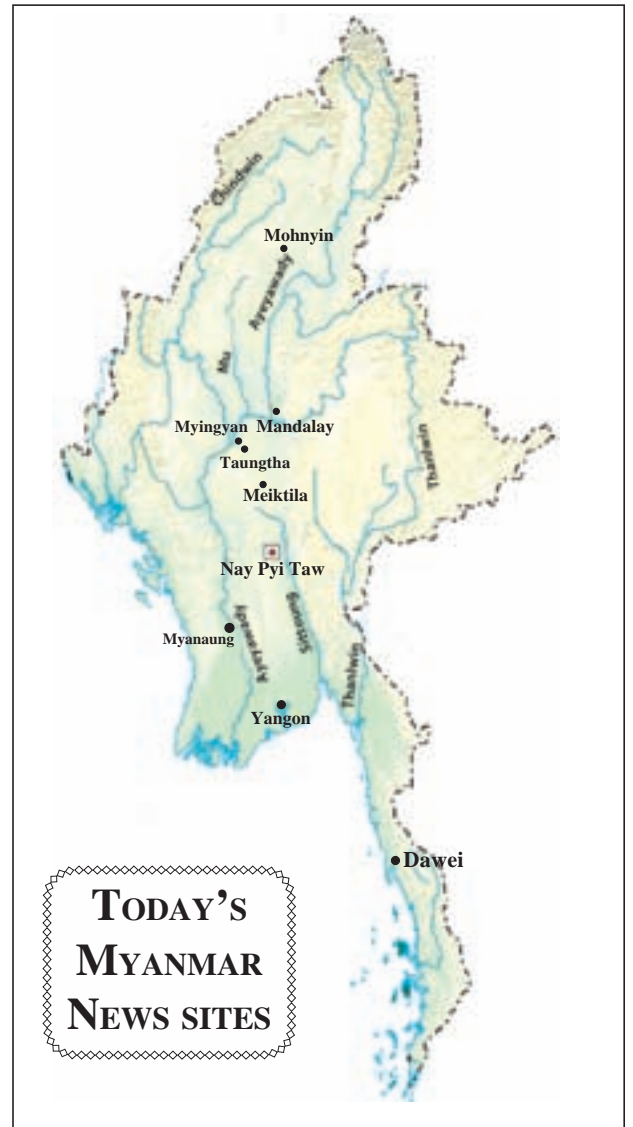 Chindwin
Mohnyin
Ayeyawady
Mu
Myingyan
Mandalay
Taungtha
Thanlwin
Meiktila
Nay Pyi Taw
Myanaung
Ayeyawady
Sittoung
Thanlwin
Yangon
Dawei
TODAY'S
MYANMAR
NEWS SITES